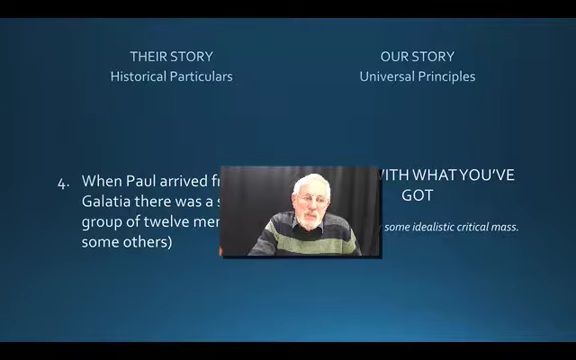 THEIR STORY
Historical Particulars
OUR STORY
Universal Principles
4. When Paul arrived
Galatia there was a
group of twelve
some others)
WITH WHAT YOU'VE
GOT
some idealistic critical mass.